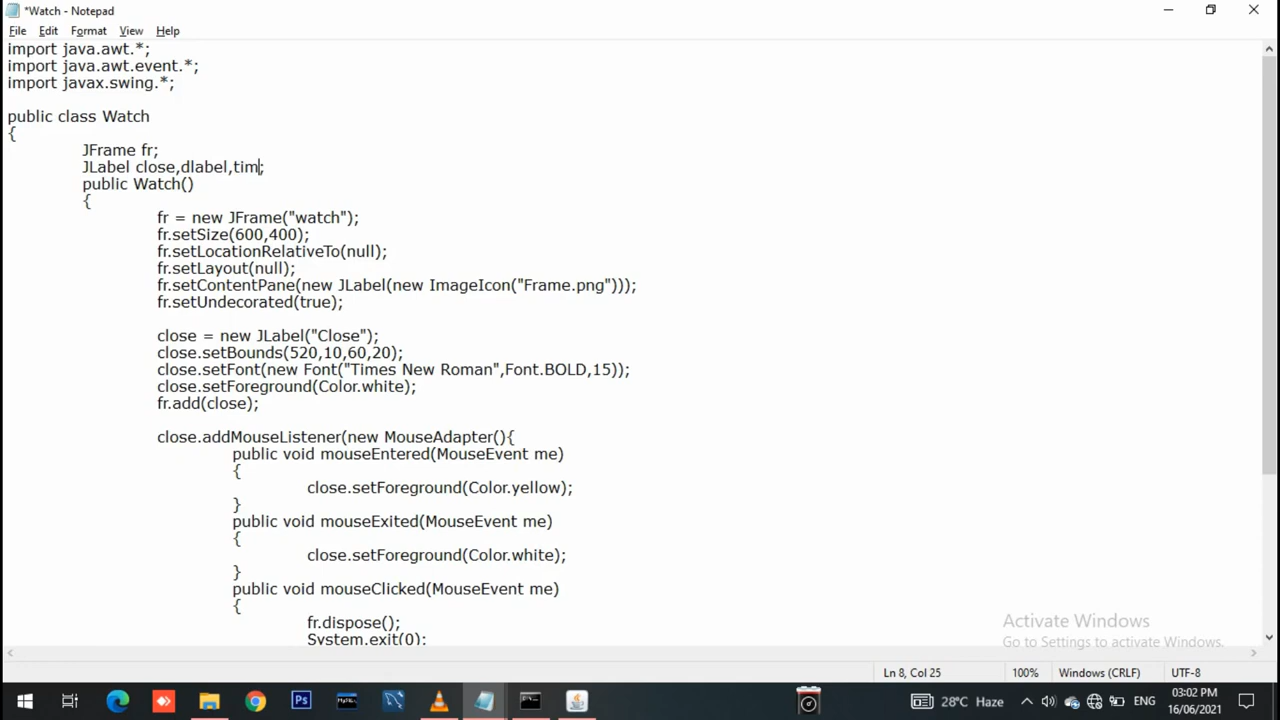 *Watch - Notepad
File Edit Format View Help
import java.awt.*;
import java.awt.event.*;
import javax.swing.*;
public class Watch
{
JFrame fr;
JLabel close,dlabel,tim;
public Watch()
{
fr = new JFrame("watch");
fr.setSize(600,400);
fr.setLocationRelativeTo(null);
fr.setLayout(null);
fr.setContentPane(new JLabel(new ImageIcon("Frame.png")));
fr.setUndecorated(true);
close = new JLabel("Close");
close.setBounds(520,10,60,20);
close.setFont(new Font("Times New Roman",Font.BOLD,15));
close.setForeground(Color.white);
fr.add(close);
close.addMouseListener(new MouseAdapter(){
public void mouseEntered(MouseEvent me)
{
close.setForeground(Color.yellow);
}
public void mouseExited(MouseEvent me)
{
close.setForeground(Color.white);
}
public void mouseClicked(MouseEvent me)
{
fr.dispose();
System.exit(0);
Activate Windows
Go to Settings to activate Windows.
Ln 8, Col 25 100% Windows (CRLF) UTF-8
Ps MySQL 28°C Haze ENG 03:02 PM
16/06/2021